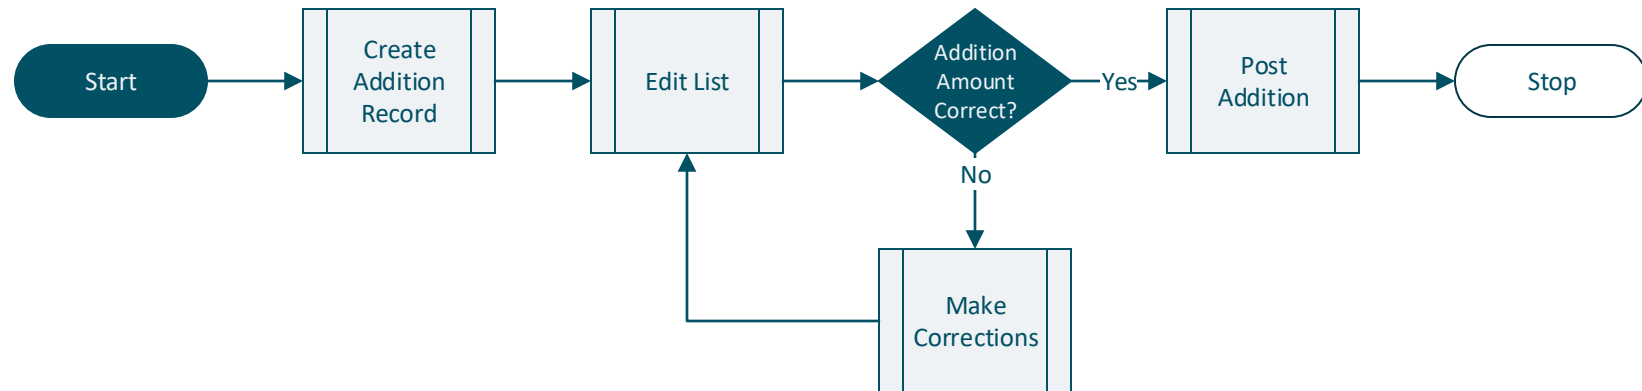 Start
Create
Addition
Record
Edit List
Addition
Amount
Correct?
Yes
Post
Addition
Stop
No
Make
Corrections